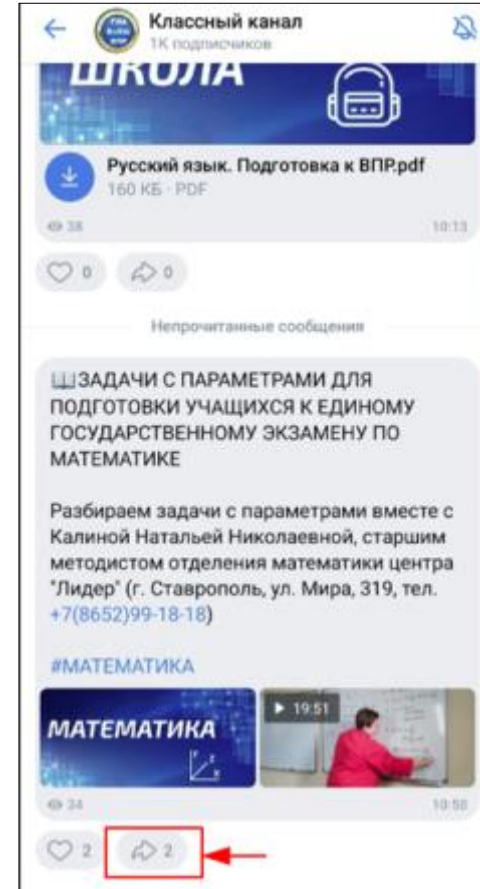 Классный канал
1К подписчиков
ШКОЛА
Русский язык. Подготовка к ВПР.pdf
160 КБ · PDF
38
10:13
0
0
Непрочитанные сообщения
ЗАДАЧИ С ПАРАМЕТРАМИ ДЛЯ
ПОДГОТОВКИ УЧАЩИХСЯ К ЕДИНОМУ
ГОСУДАРСТВЕННОМУ ЭКЗАМЕНУ ПО
МАТЕМАТИКЕ
Разбираем задачи с параметрами вместе с
Калиной Натальей Николаевной, старшим
методистом отделения математики центра
"Лидер" (г. Ставрополь, ул. Мира, 319, тел.
+7(8652)99-18-18)
#МАТЕМАТИКА
МАТЕМАТИКА
19:51
34
10:50
2
2